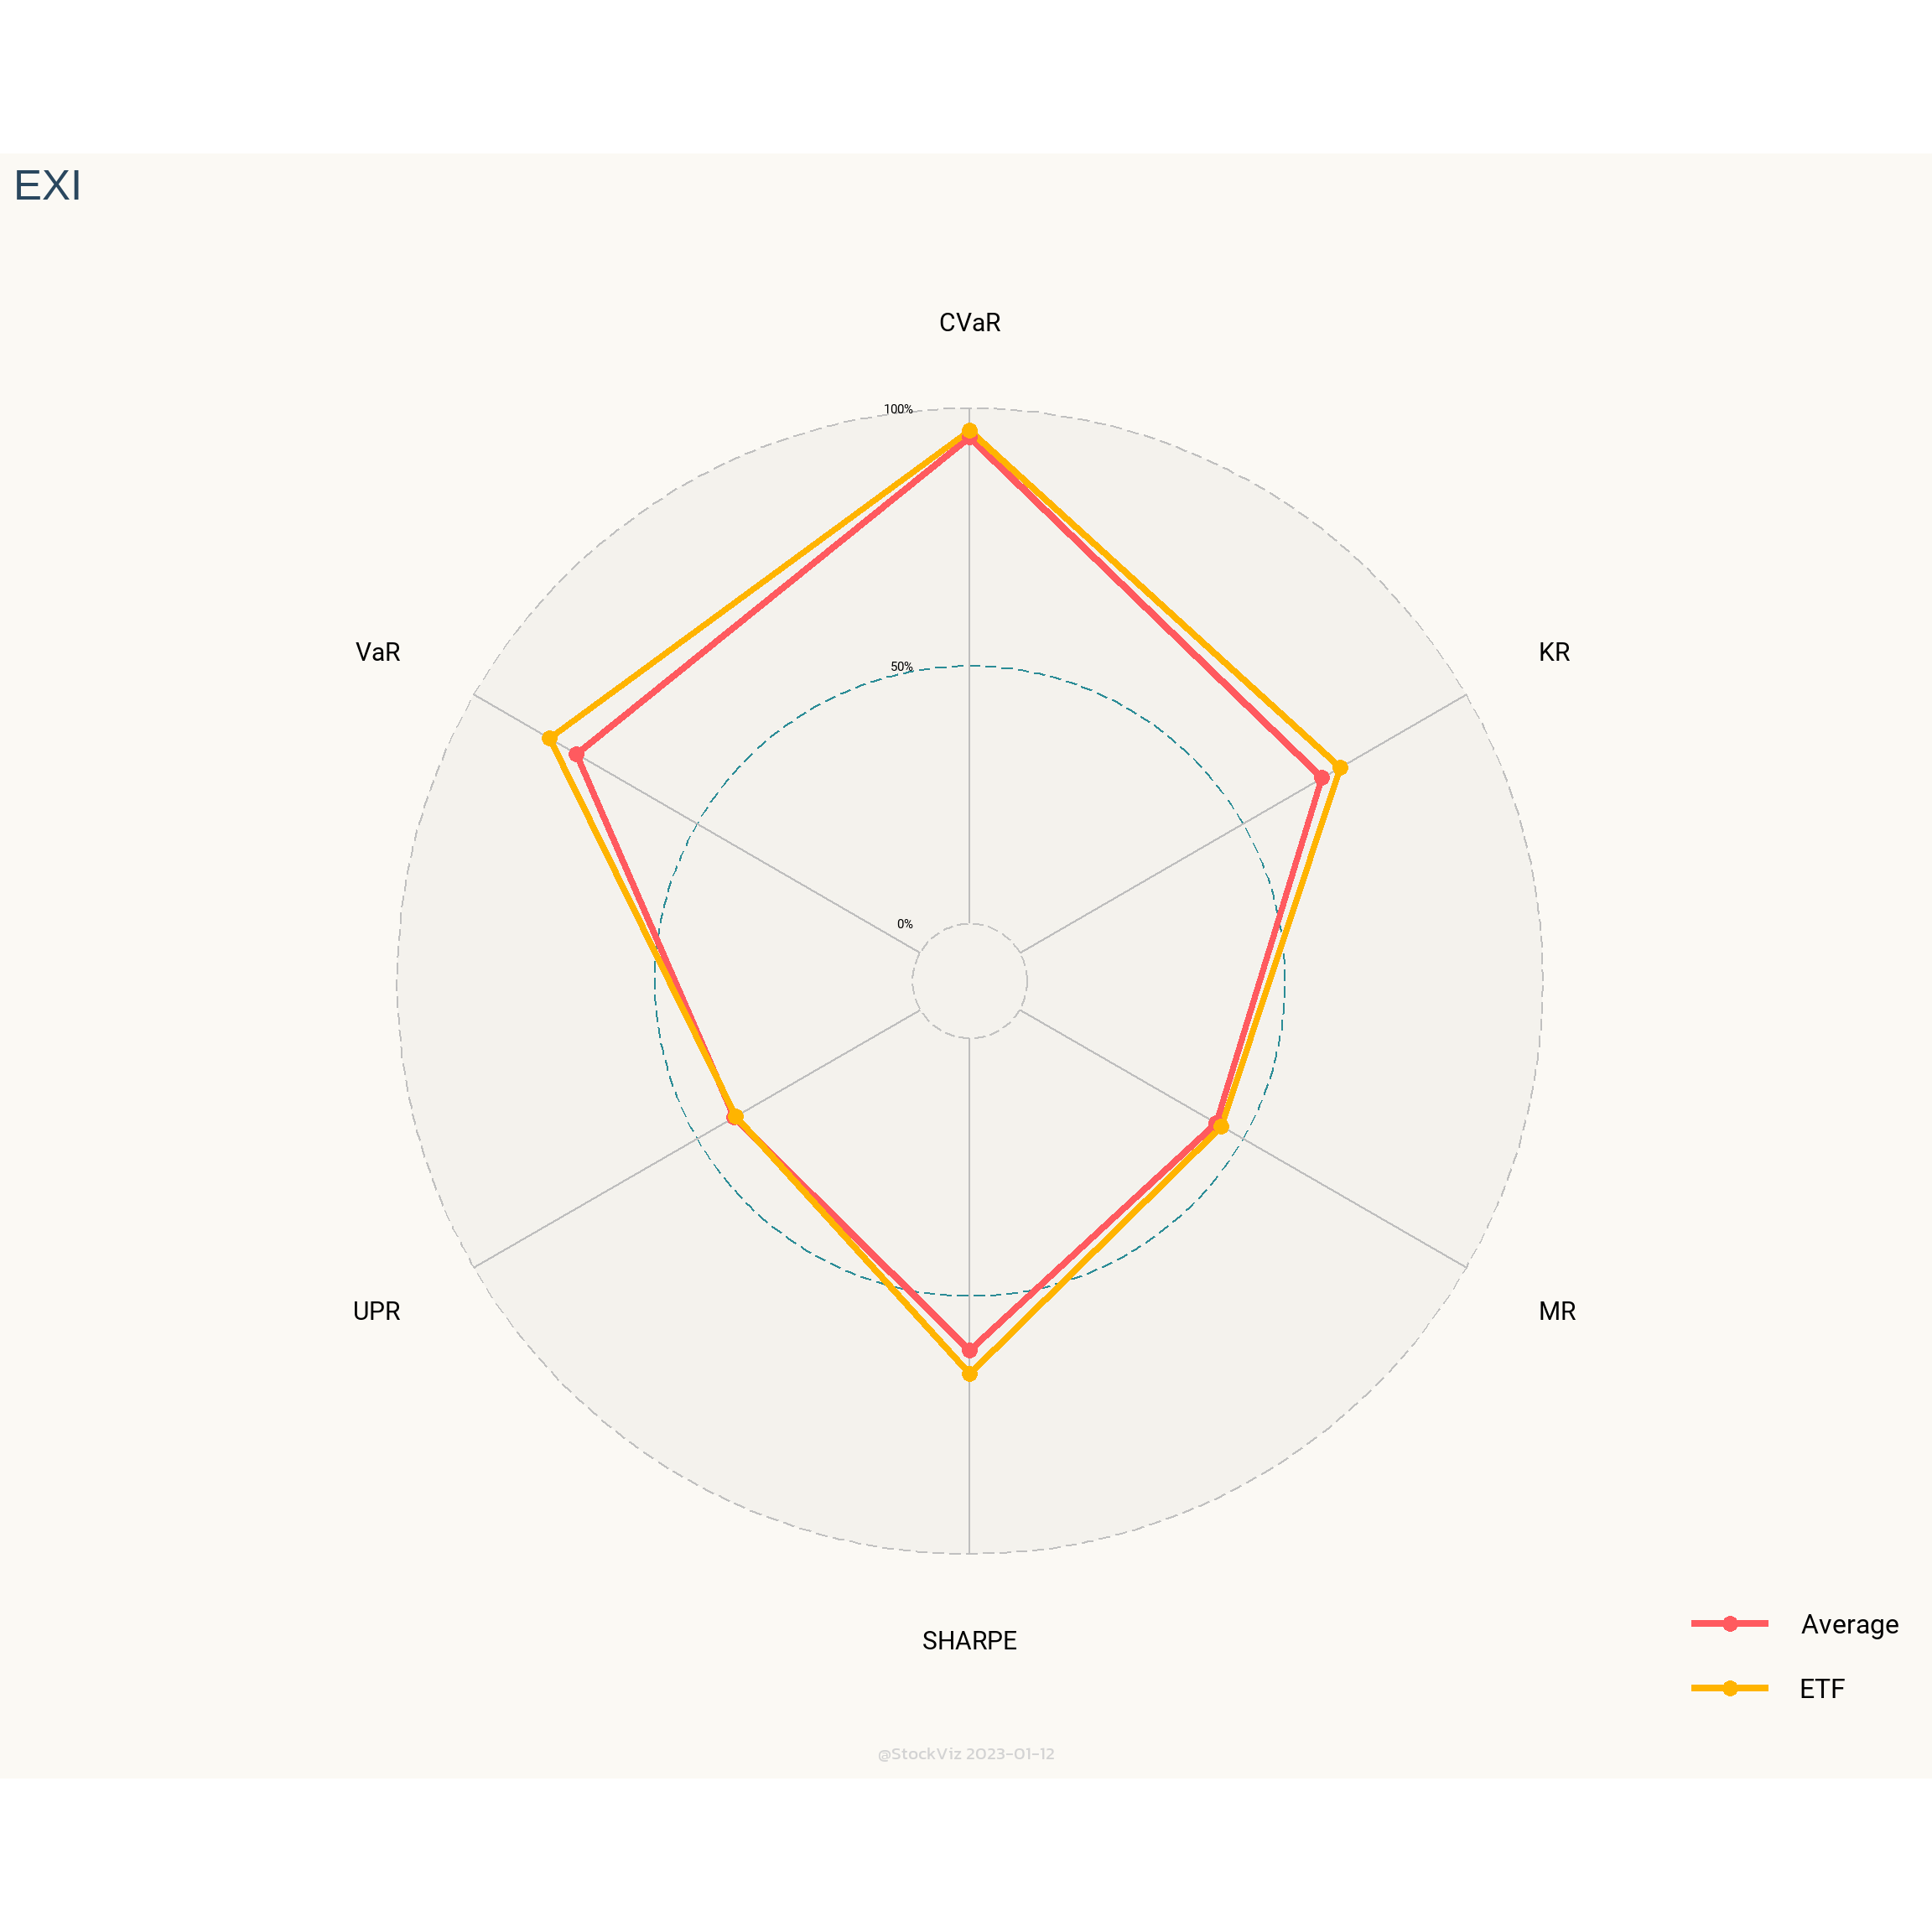 EXI
CVaR
100%
VaR
KR
50%
0%
UPR
MR
SHARPE
Average
ETF
@StockViz 2023-01-12